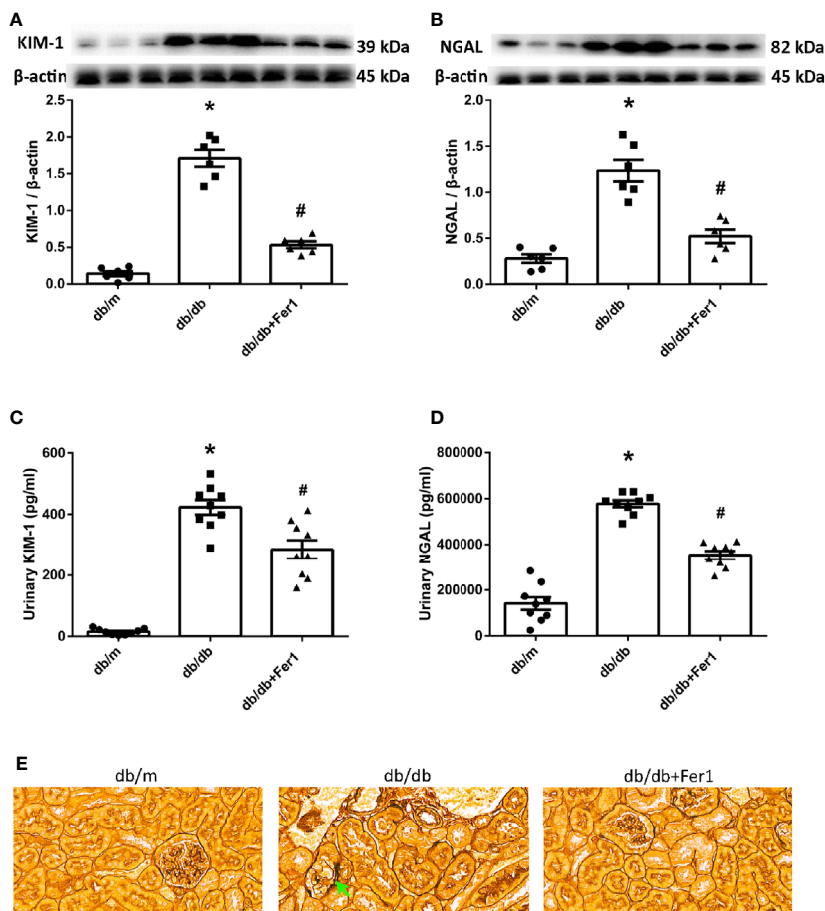 A
KIM-1
39 kDa
β-actin
45 kDa
2.5
*
2.0
1.5
1.0
#
0.5
0.0
KIM-1 / β-actin
db/m
db/db
db/db+Fer1
B
NGAL
82 kDa
β-actin
45 kDa
2.0
*
1.5
1.0
#
0.5
0.0
NGAL / β-actin
db/m
db/db
db/db+Fer1
C
600
*
400
#
200
0
Urinary KIM-1 (pg/ml)
db/m
db/db
db/db+Fer1
D
800000
*
600000
#
400000
200000
0
Urinary NGAL (pg/ml)
db/m
db/db
db/db+Fer1
E
db/m
db/db
db/db+Fer1